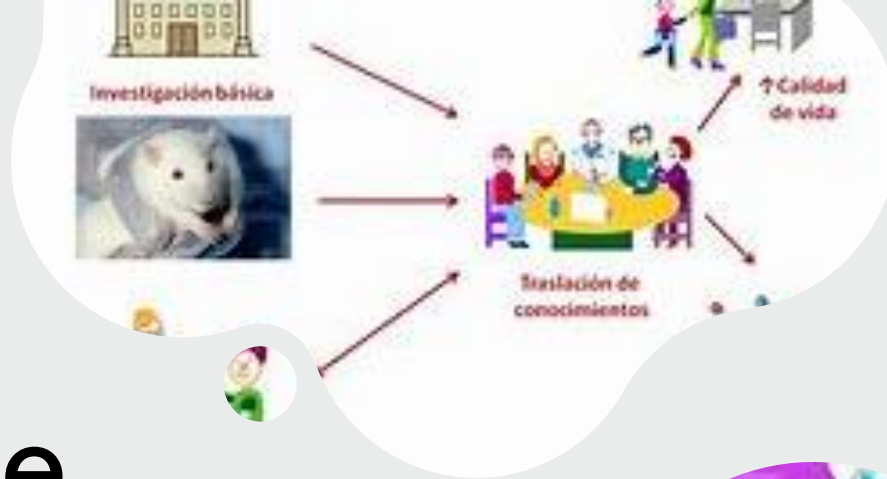 Investigación básica
↑Calidad
de vida
Traslación de
conocimientos
e